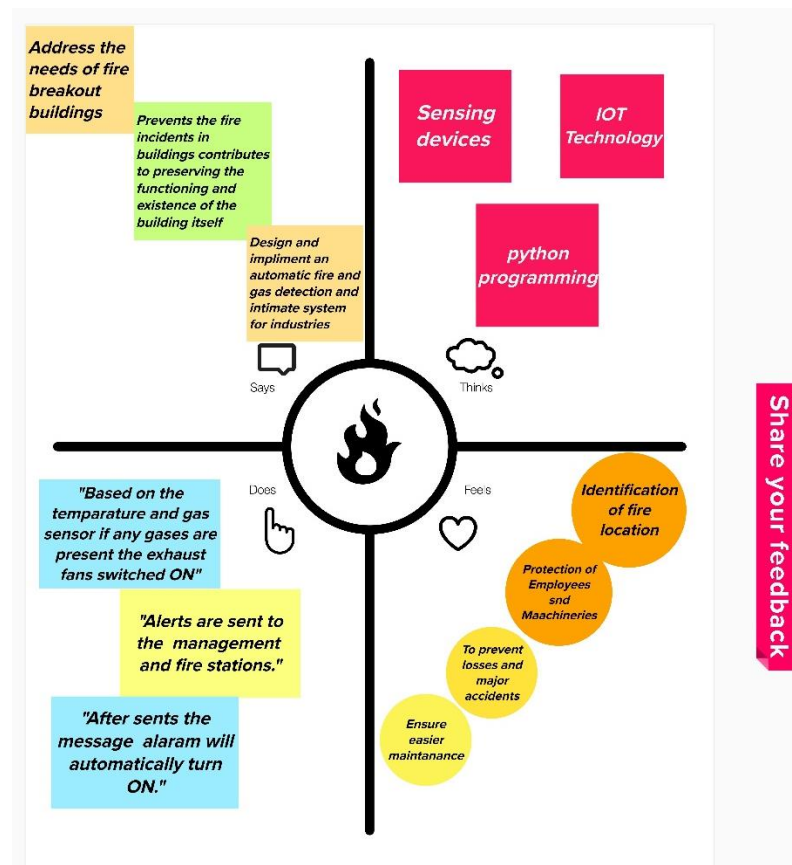 Address the
needs of fire
breakout
buildings
Prevents the fire
incidents in
buildings contributes
to preserving the
functioning and
existence of the
building itself
Design and
impliment an
automatic fire and
gas detection and
intimate system
for industries
Says
Sensing
devices
IOT
Technology
python
programming
Thinks
Does
"Based on the
temparature and gas
sensor if any gases are
present the exhaust
fans switched ON"
"Alerts are sent to
the management
and fire stations."
"After sents the
message alaram will
automatically turn
ON."
Feels
Identification
of fire
location
Protection of
Employees
snd
Maachineries
To prevent
losses and
major
accidents
Ensure
easier
maintanance
Share your feedback